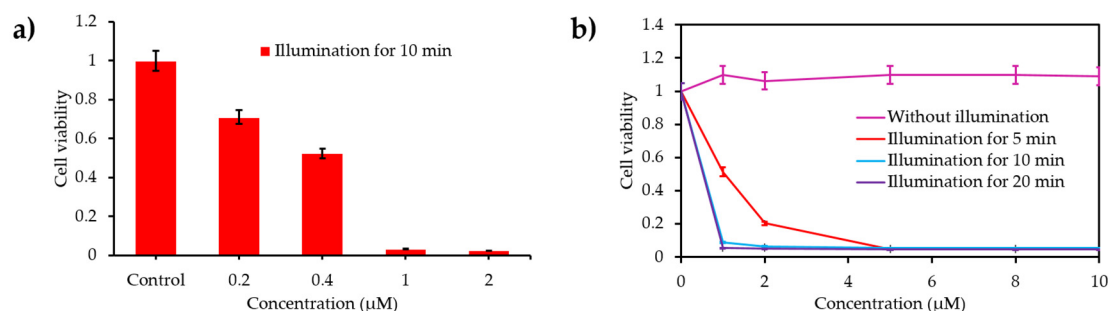 a)
1.2
1
0.8
0.6
0.4
0.2
0
Cell viability
Illumination for 10 min
Control 0.2 0.4 1 2
Concentration (µM)
b)
1.4
1.2
1
0.8
0.6
0.4
0.2
0
Cell viability
Without illumination
Illumination for 5 min
Illumination for 10 min
Illumination for 20 min
0 2 4 6 8 10
Concentration (µM)